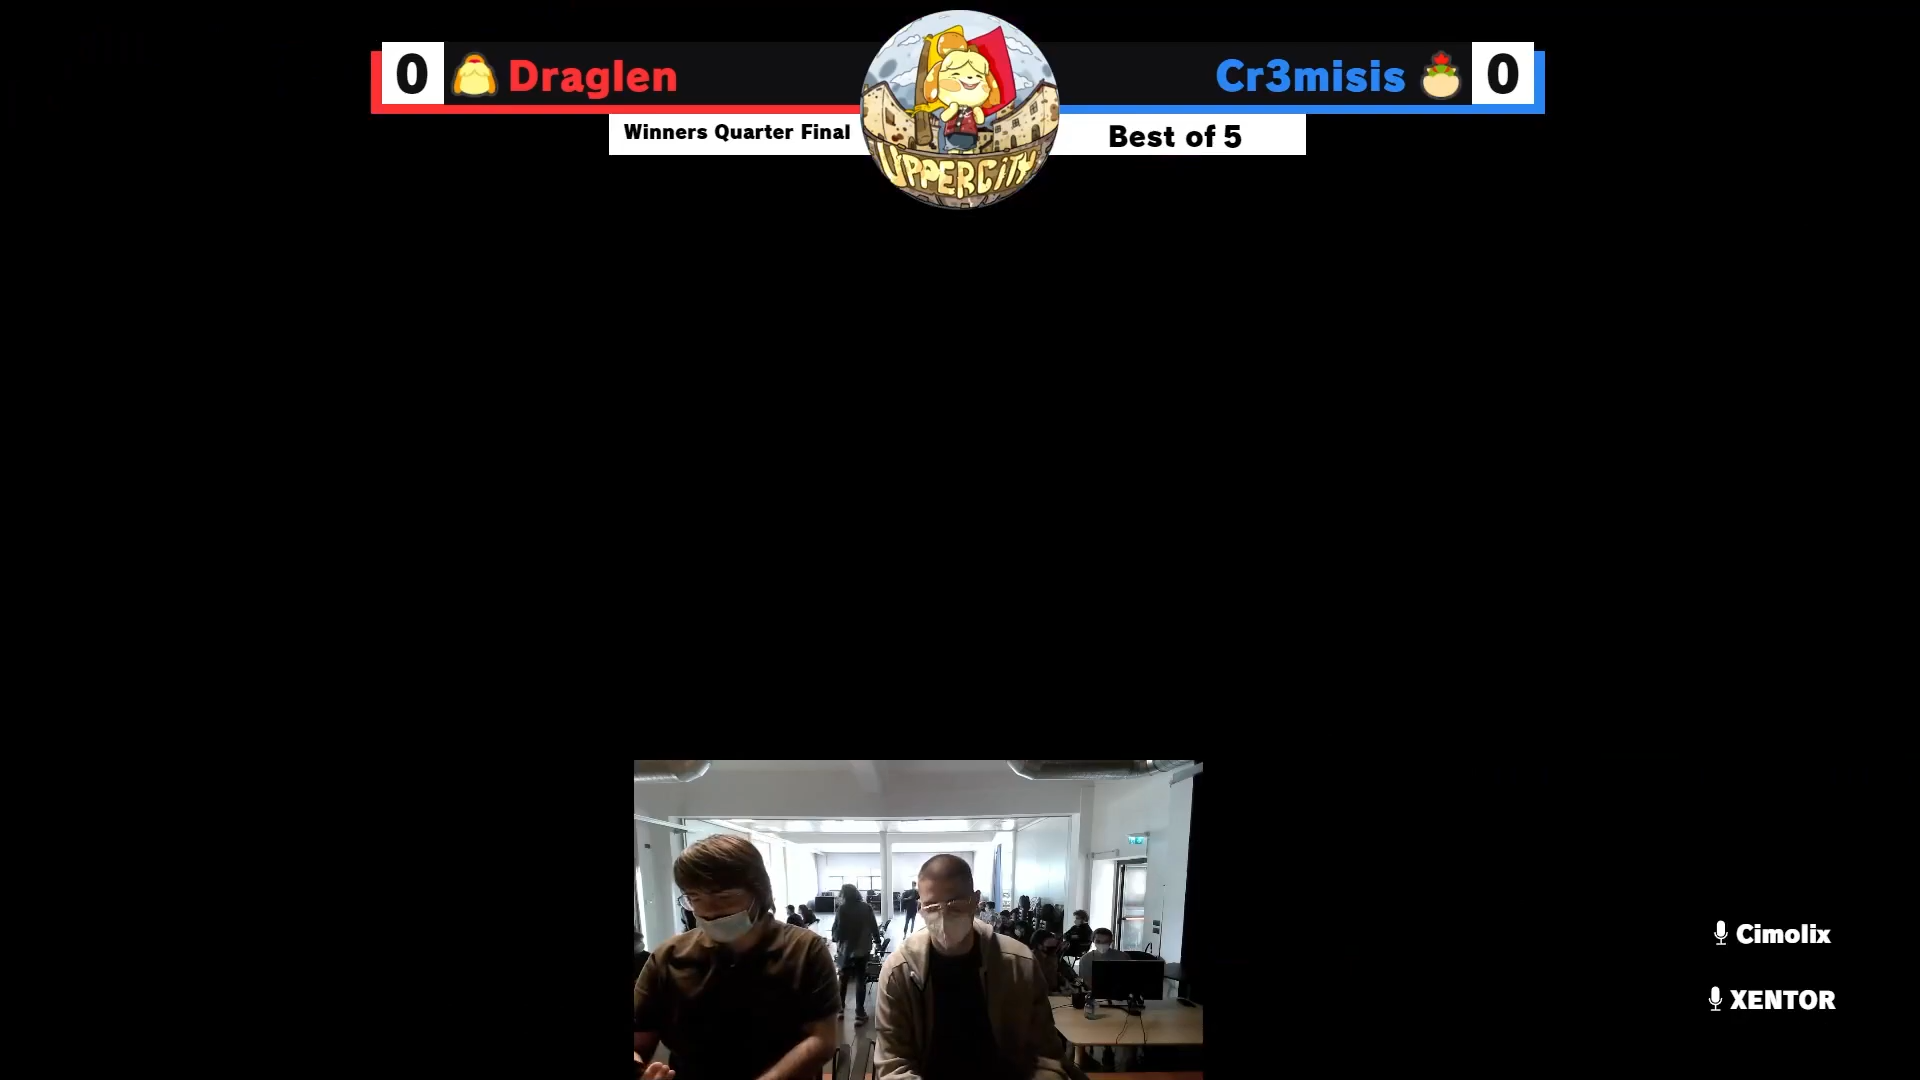 0 Draglen
Cr3misis 0
Winners Quarter Final
Best of 5
UPPERCITY
Cimolix
XENTOR